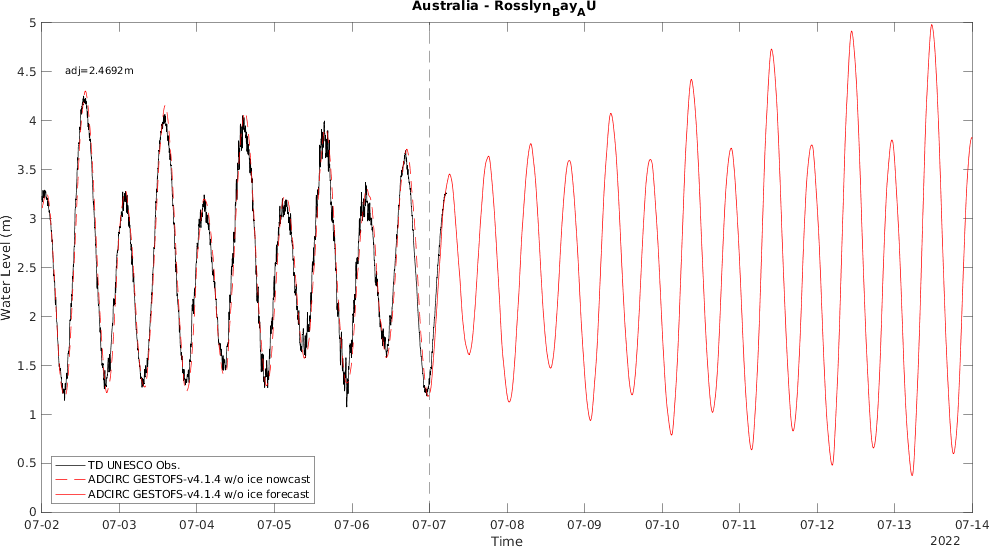 Australia - Rosslyn_Bay_AU
adj=2.4692m
Water Level (m)
5
4.5
4
3.5
3
2.5
2
1.5
1
0.5
0
TD UNESCO Obs.
ADCIRC GESTOFS-v4.1.4 w/o ice nowcast
ADCIRC GESTOFS-v4.1.4 w/o ice forecast
07-02 07-03 07-04 07-05 07-06 07-07 07-08 07-09 07-10 07-11 07-12 07-13 07-14
Time
2022